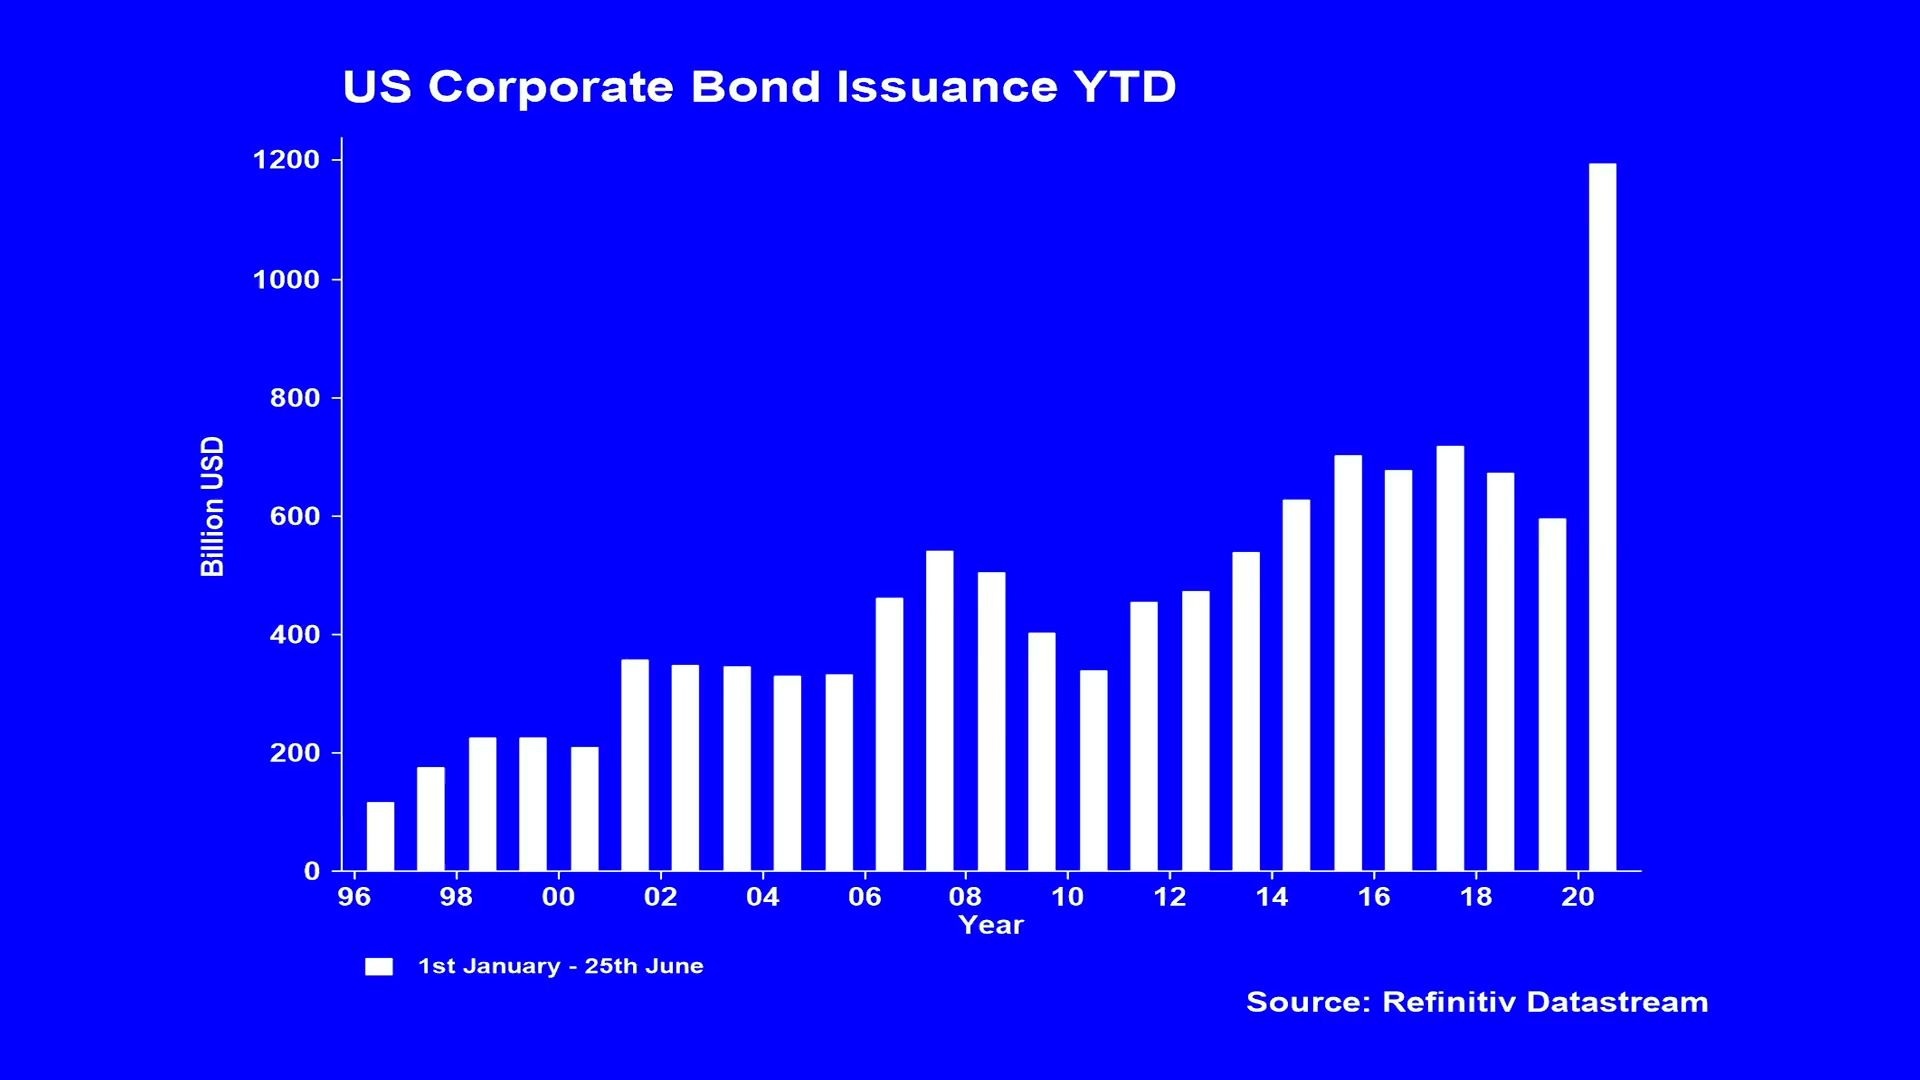 US Corporate Bond Issuance YTD
1200
1000
800
600
400
200
0
Billion USD
96 98 00 02 04 06 08 10 12 14 16 18 20
Year
1st January - 25th June
Source: Refinitiv Datastream